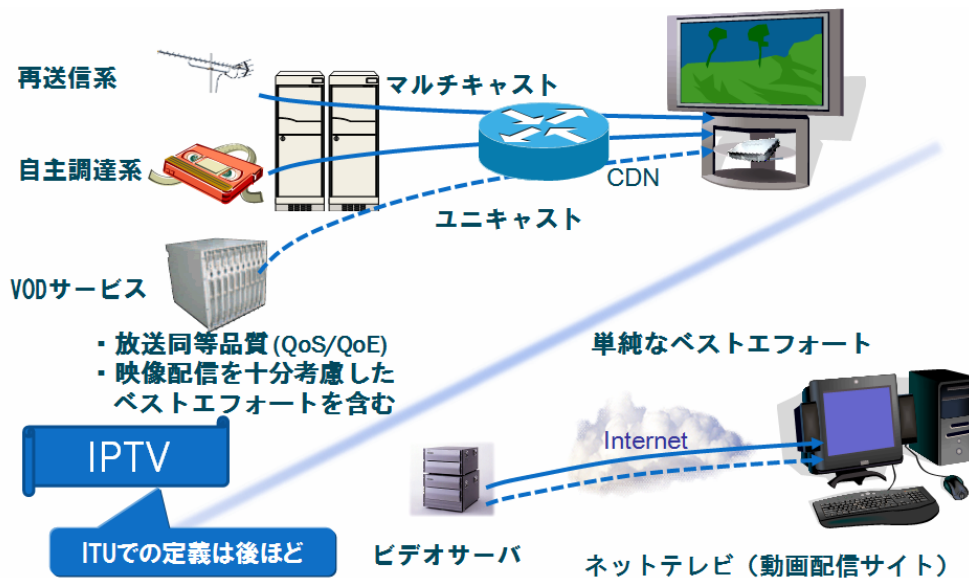 再送信系
マルチキャスト
自主調達系
CDN
ユニキャスト
VODサービス
・放送同等品質(QoS/QoE)
・映像配信を十分考慮した
ベストエフォートを含む
単純なベストエフォート
IPTV
Internet
ITUでの定義は後ほど
ビデオサーバ
ネットテレビ（動画配信サイト）